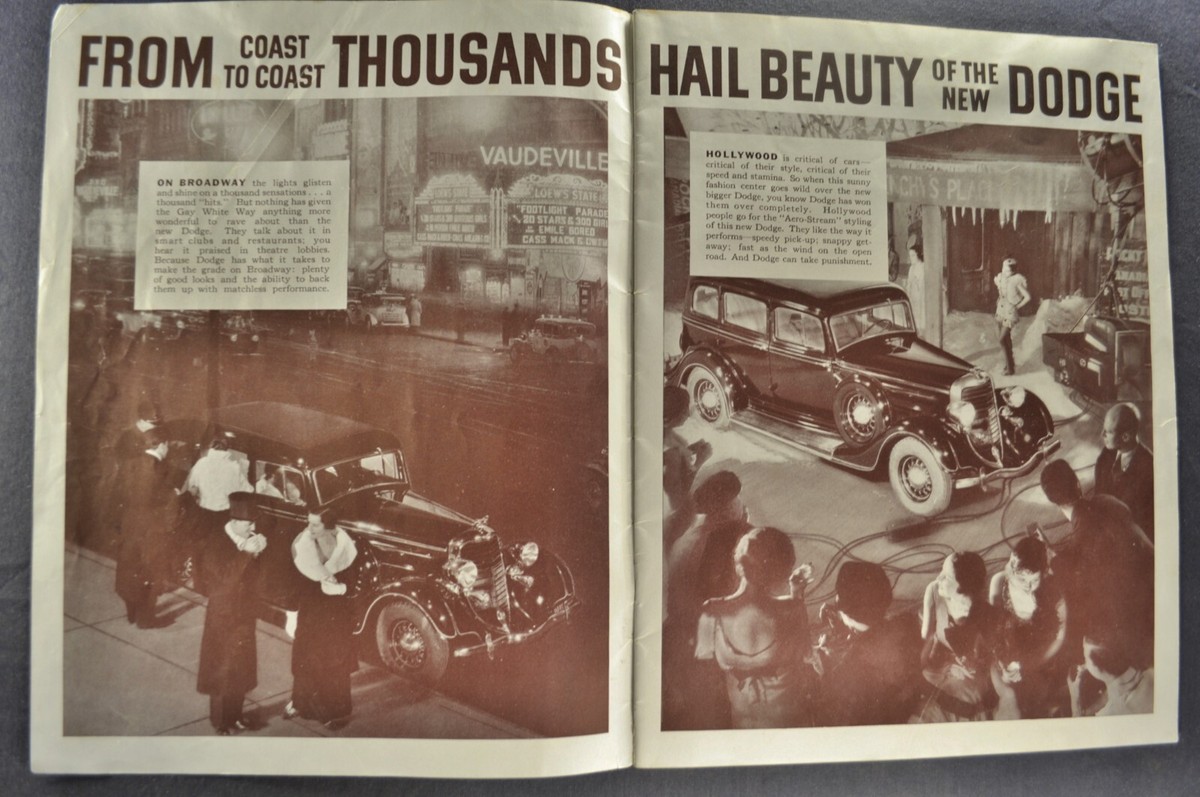 FROM COAST TO COAST THOUSANDS
HAIL BEAUTY OF THE NEW DODGE
ON BROADWAY the lights glisten
and shine on a thousand sensations . . . a
thousand "hits." But nothing has given
the Gay White Way anything more
wonderful to rave about than the
new Dodge. They talk about it in
smart clubs and restaurants; you
hear it praised in theatre lobbies.
Because Dodge has what it takes to
make the grade on Broadway: plenty
of good looks and the ability to back
them up with matchless performance.
VAUDEVILLE
LOEW'S STATE
"FOOTLIGHT PARADE
20 STARS & 300 GIRLS
EMILE BOREO
CASS MACK &
HOLLYWOOD is critical of cars—
critical of their style, critical of their
speed and stamina. So when this sunny
fashion center goes wild over the new
bigger Dodge, you know Dodge has won
them over completely. Hollywood
people go for the "Aero-Stream" styling
of this new Dodge. They like the way it
performs—speedy pick-up; snappy get-
away; fast as the wind on the open
road. And Dodge can take punishment.